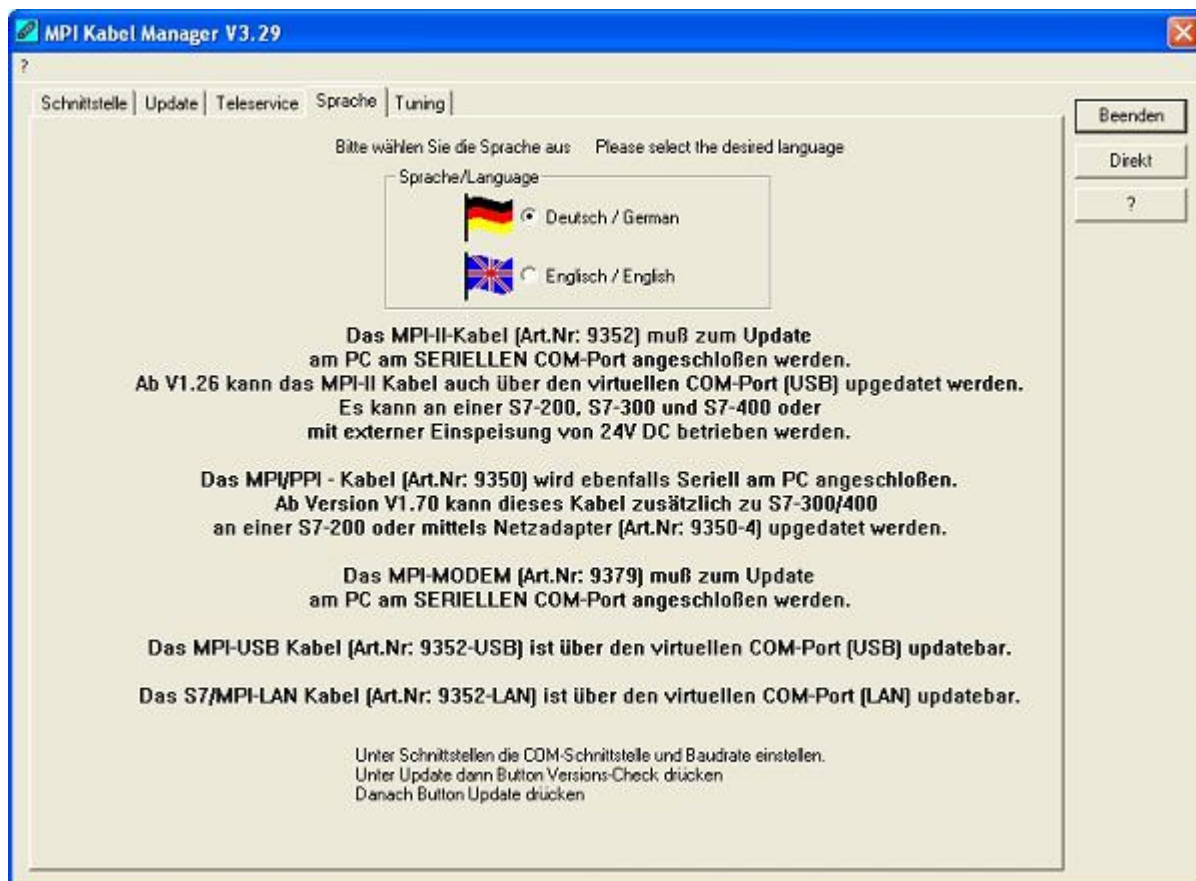 MPI Kabel Manager V3.29
?
Schnittstelle Update Teleservice Sprache Tuning
Beenden
Direkt
?
Bitte wählen Sie die Sprache aus Please select the desired language
Sprache/Language
Deutsch / German
Englisch / English
Das MPI-II-Kabel (Art.Nr: 9352) muß zum Update
am PC am SERIELLEN COM-Port angeschloßen werden.
Ab V1.26 kann das MPI-II Kabel auch über den virtuellen COM-Port (USB) upgedatet werden.
Es kann an einer S7-200, S7-300 und S7-400 oder
mit externer Einspeisung von 24V DC betrieben werden.
Das MPI/PPI - Kabel (Art.Nr: 9350) wird ebenfalls Seriell am PC angeschloßen.
Ab Version V1.70 kann dieses Kabel zusätzlich zu S7-300/400
an einer S7-200 oder mittels Netzadapter (Art.Nr: 9350-4) upgedatet werden.
Das MPI-MODEM (Art.Nr: 9379) muß zum Update
am PC am SERIELLEN COM-Port angeschloßen werden.
Das MPI-USB Kabel (Art.Nr: 9352-USB) ist über den virtuellen COM-Port (USB) updatebar.
Das S7/MPI-LAN Kabel (Art.Nr: 9352-LAN) ist über den virtuellen COM-Port (LAN) updatebar.
Unter Schnittstellen die COM-Schnittstelle und Baudrate einstellen.
Unter Update dann Button Versions-Check drücken
Danach Button Update drücken